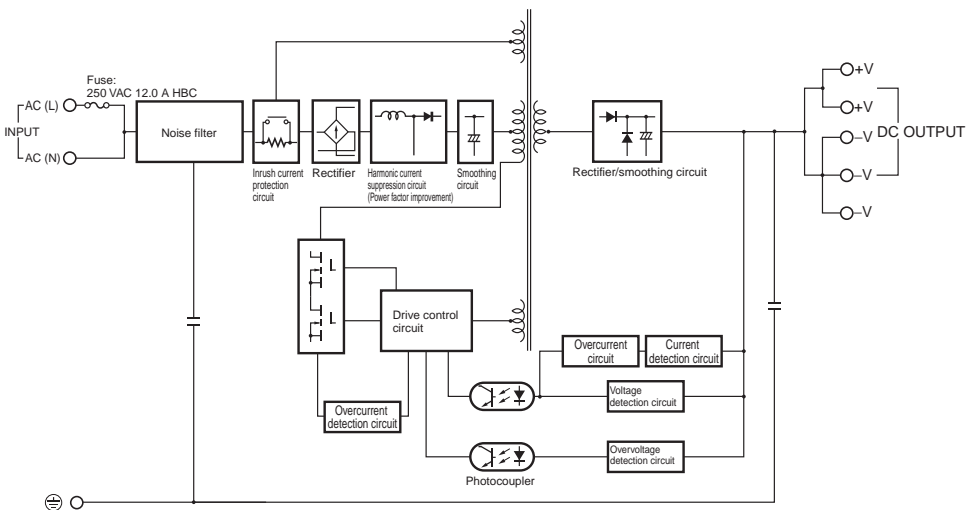 Fuse:
250 VAC 12.0 A HBC
AC (L)
INPUT
AC (N)
Noise filter
Inrush current
protection
circuit
Rectifier
Harmonic current
suppression circuit
(Power factor improvement)
Smoothing
circuit
Rectifier/smoothing circuit
+V
+V
–V
DC OUTPUT
–V
–V
Drive control
circuit
Overcurrent
circuit
Current
detection circuit
Voltage
detection circuit
Overcurrent
detection circuit
Overvoltage
detection circuit
Photocoupler